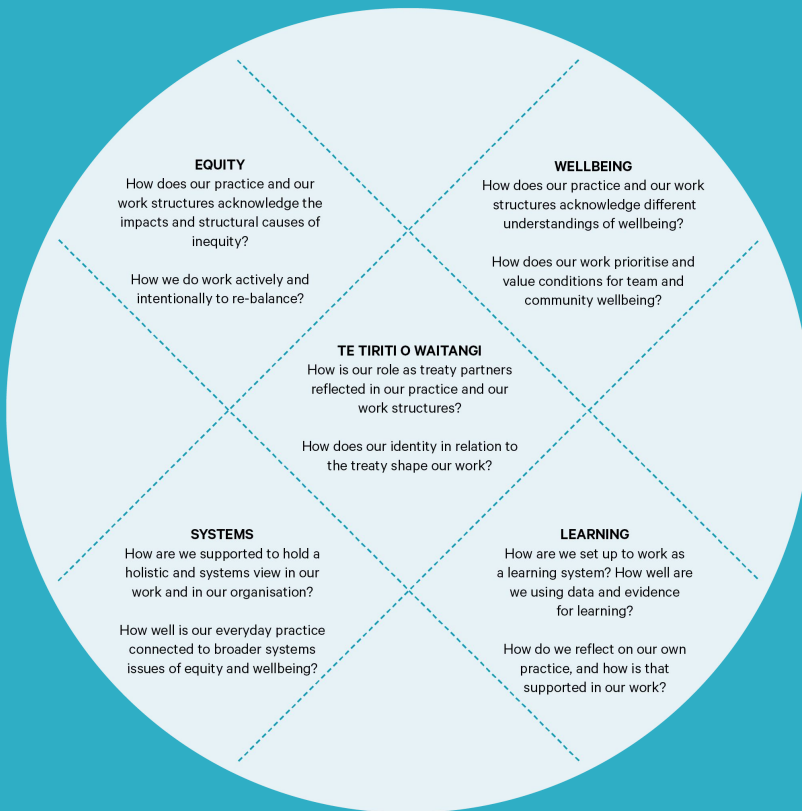 EQUITY
How does our practice and our
work structures acknowledge the
impacts and structural causes of
inequity?
How we do work actively and
intentionally to re-balance?
WELLBEING
How does our practice and our work
structures acknowledge different
understandings of wellbeing?
How does our work prioritise and
value conditions for team and
community wellbeing?
TE TIRITI O WAITANGI
How is our role as treaty partners
reflected in our practice and our
work structures?
How does our identity in relation to
the treaty shape our work?
SYSTEMS
How are we supported to hold a
holistic and systems view in our
work and in our organisation?
How well is our everyday practice
connected to broader systems
issues of equity and wellbeing?
LEARNING
How are we set up to work as
a learning system? How well are
we using data and evidence
for learning?
How do we reflect on our own
practice, and how is that
supported in our work?